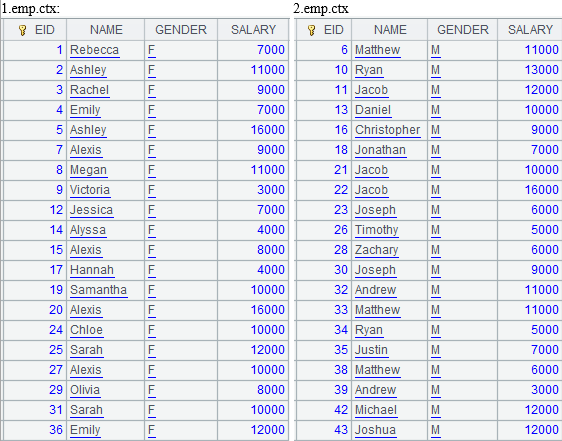 1.emp.ctx:
EID NAME GENDER SALARY
1 Rebecca F 7000
2 Ashley F 11000
3 Rachel F 9000
4 Emily F 7000
5 Ashley F 16000
7 Alexis F 9000
8 Megan F 11000
9 Victoria F 3000
12 Jessica F 7000
14 Alyssa F 4000
15 Alexis F 8000
17 Hannah F 4000
19 Samantha F 10000
20 Alexis F 16000
24 Chloe F 10000
25 Sarah F 12000
27 Alexis F 10000
29 Olivia F 8000
31 Sarah F 10000
36 Emily F 12000
2.emp.ctx
EID NAME GENDER SALARY
6 Matthew M 11000
10 Ryan M 13000
11 Jacob M 12000
13 Daniel M 10000
16 Christopher M 9000
18 Jonathan M 7000
21 Jacob M 10000
22 Jacob M 16000
23 Joseph M 6000
26 Timothy M 5000
28 Zachary M 6000
30 Joseph M 9000
32 Andrew M 11000
33 Matthew M 11000
34 Ryan M 5000
35 Justin M 7000
38 Matthew M 6000
39 Andrew M 3000
42 Michael M 12000
43 Joshua M 12000